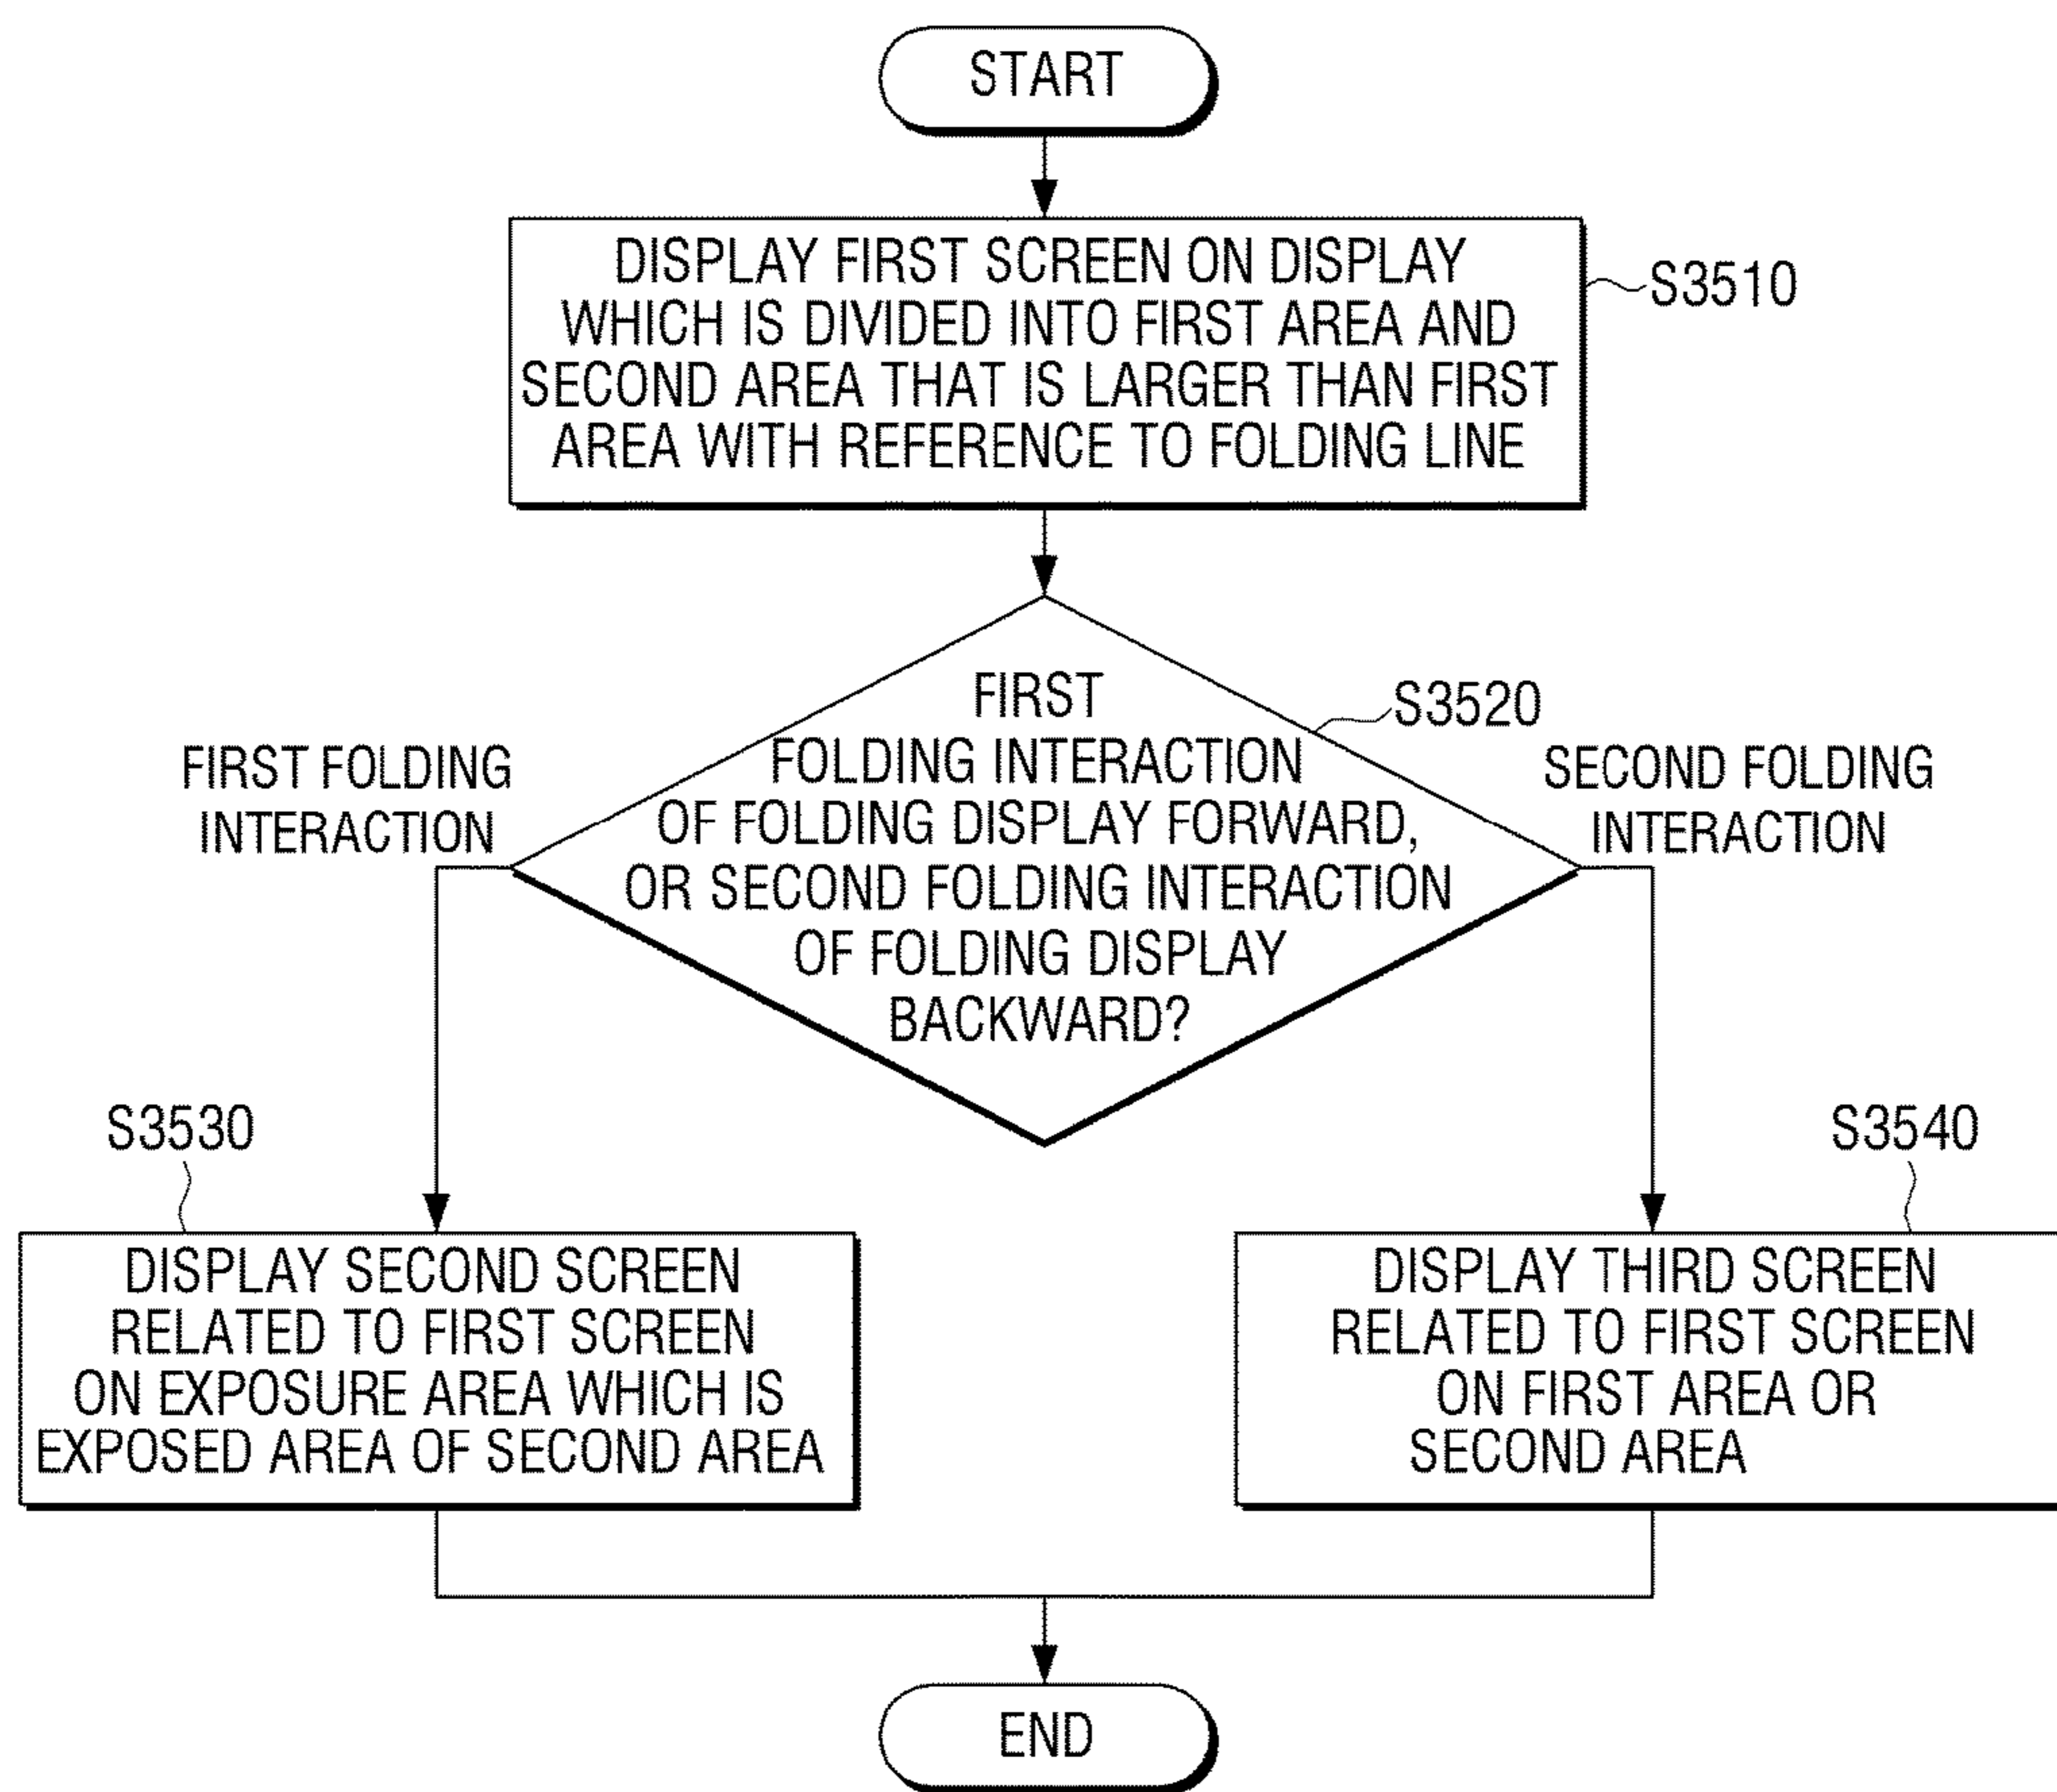 START
DISPLAY FIRST SCREEN ON DISPLAY
WHICH IS DIVIDED INTO FIRST AREA AND
SECOND AREA THAT IS LARGER THAN FIRST
AREA WITH REFERENCE TO FOLDING LINE
S3510
FIRST
FOLDING INTERACTION
OF FOLDING DISPLAY FORWARD,
OR SECOND FOLDING INTERACTION
OF FOLDING DISPLAY
BACKWARD?
S3520
FIRST FOLDING
INTERACTION
SECOND FOLDING
INTERACTION
S3530
DISPLAY SECOND SCREEN
RELATED TO FIRST SCREEN
ON EXPOSURE AREA WHICH IS
EXPOSED AREA OF SECOND AREA
S3540
DISPLAY THIRD SCREEN
RELATED TO FIRST SCREEN
ON FIRST AREA OR
SECOND AREA
END